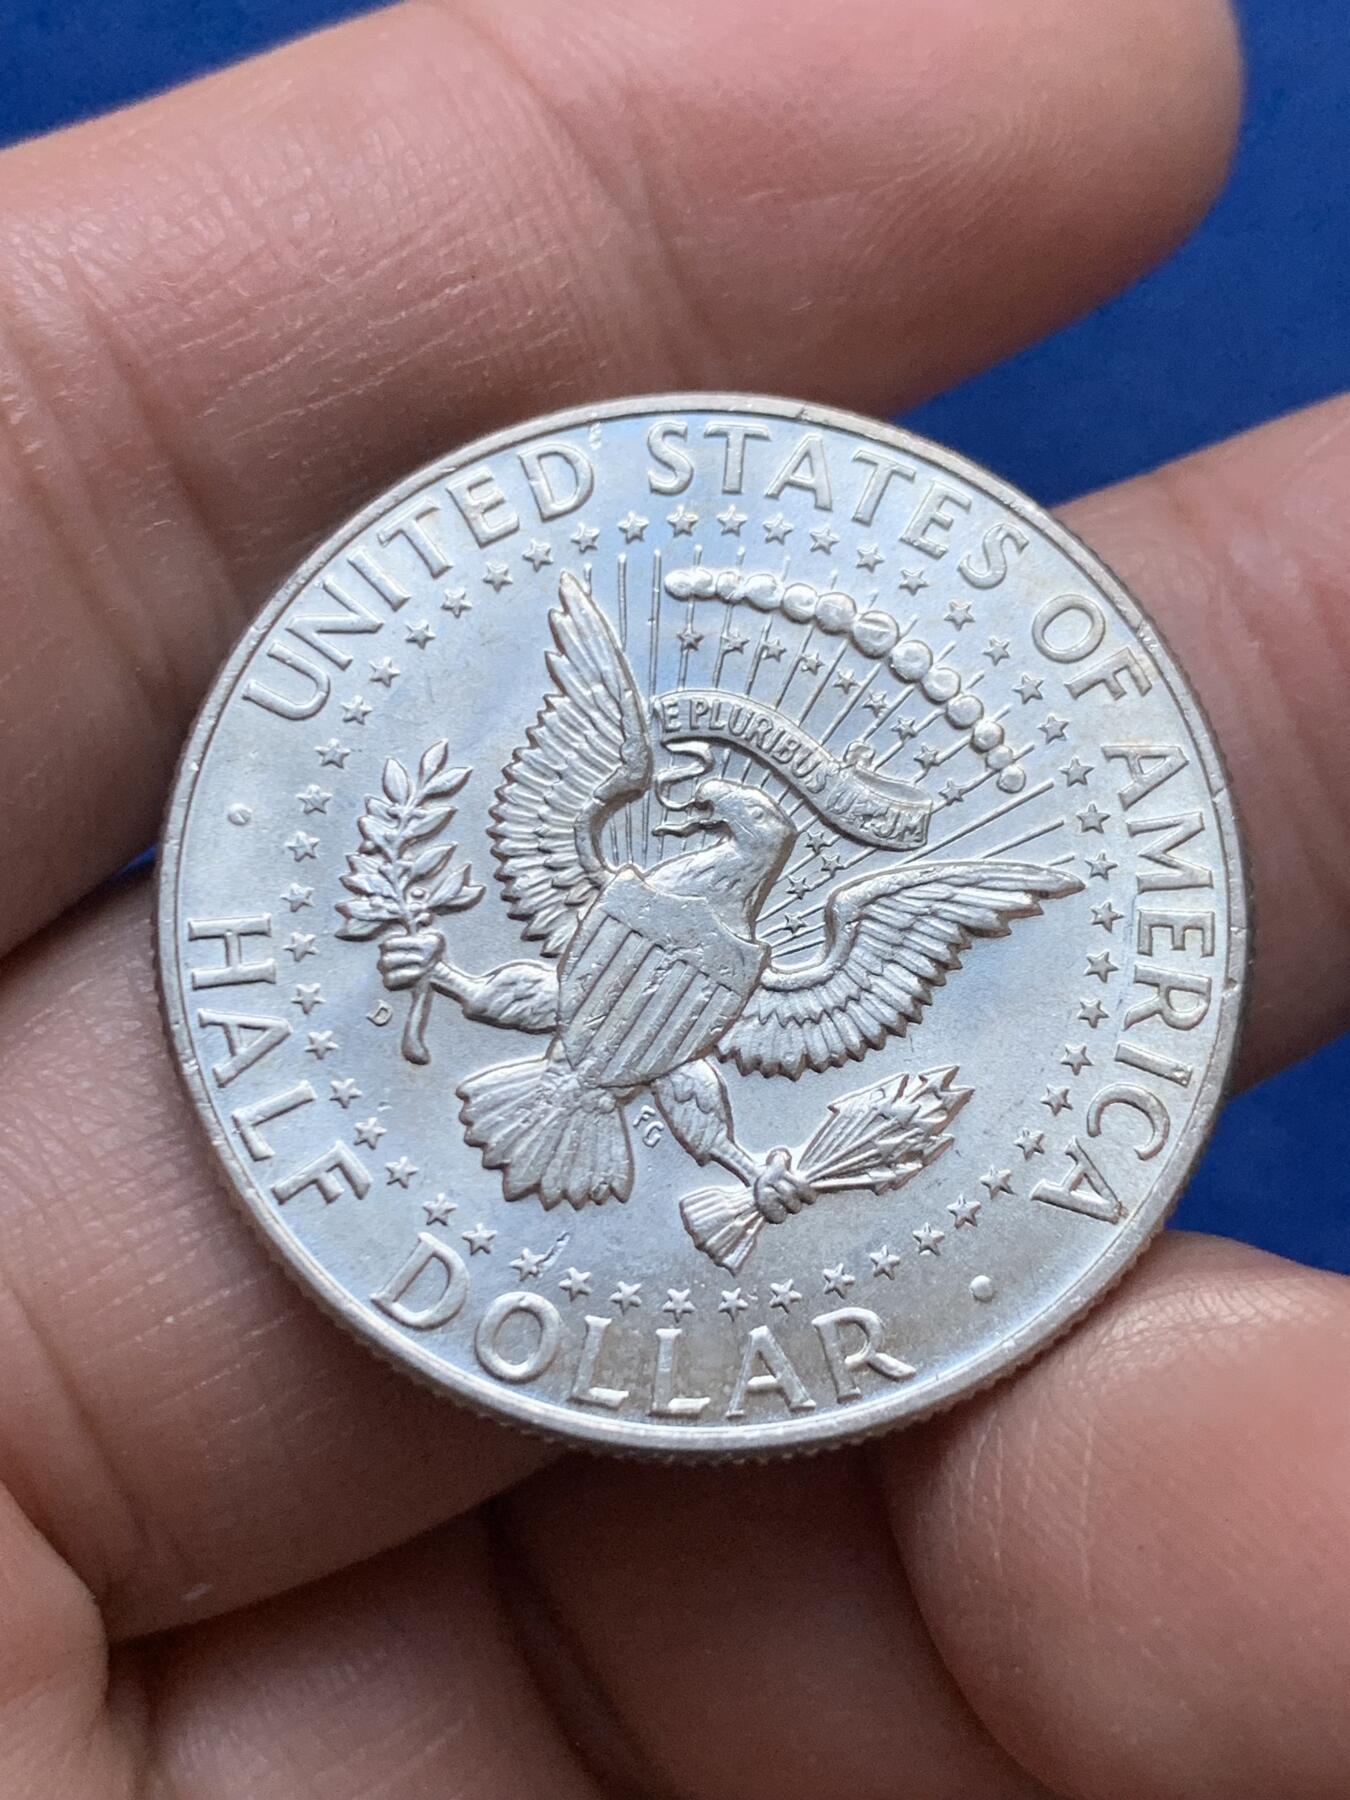 UNITED STATES OF AMERICA
E PLURIBUS UNUM
D
FG
HALF DOLLAR